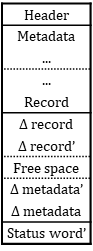 Header
Metadata
...
...
Record
Δ record
Δ record'
Free space
Δ metadata'
Δ metadata
Status word'